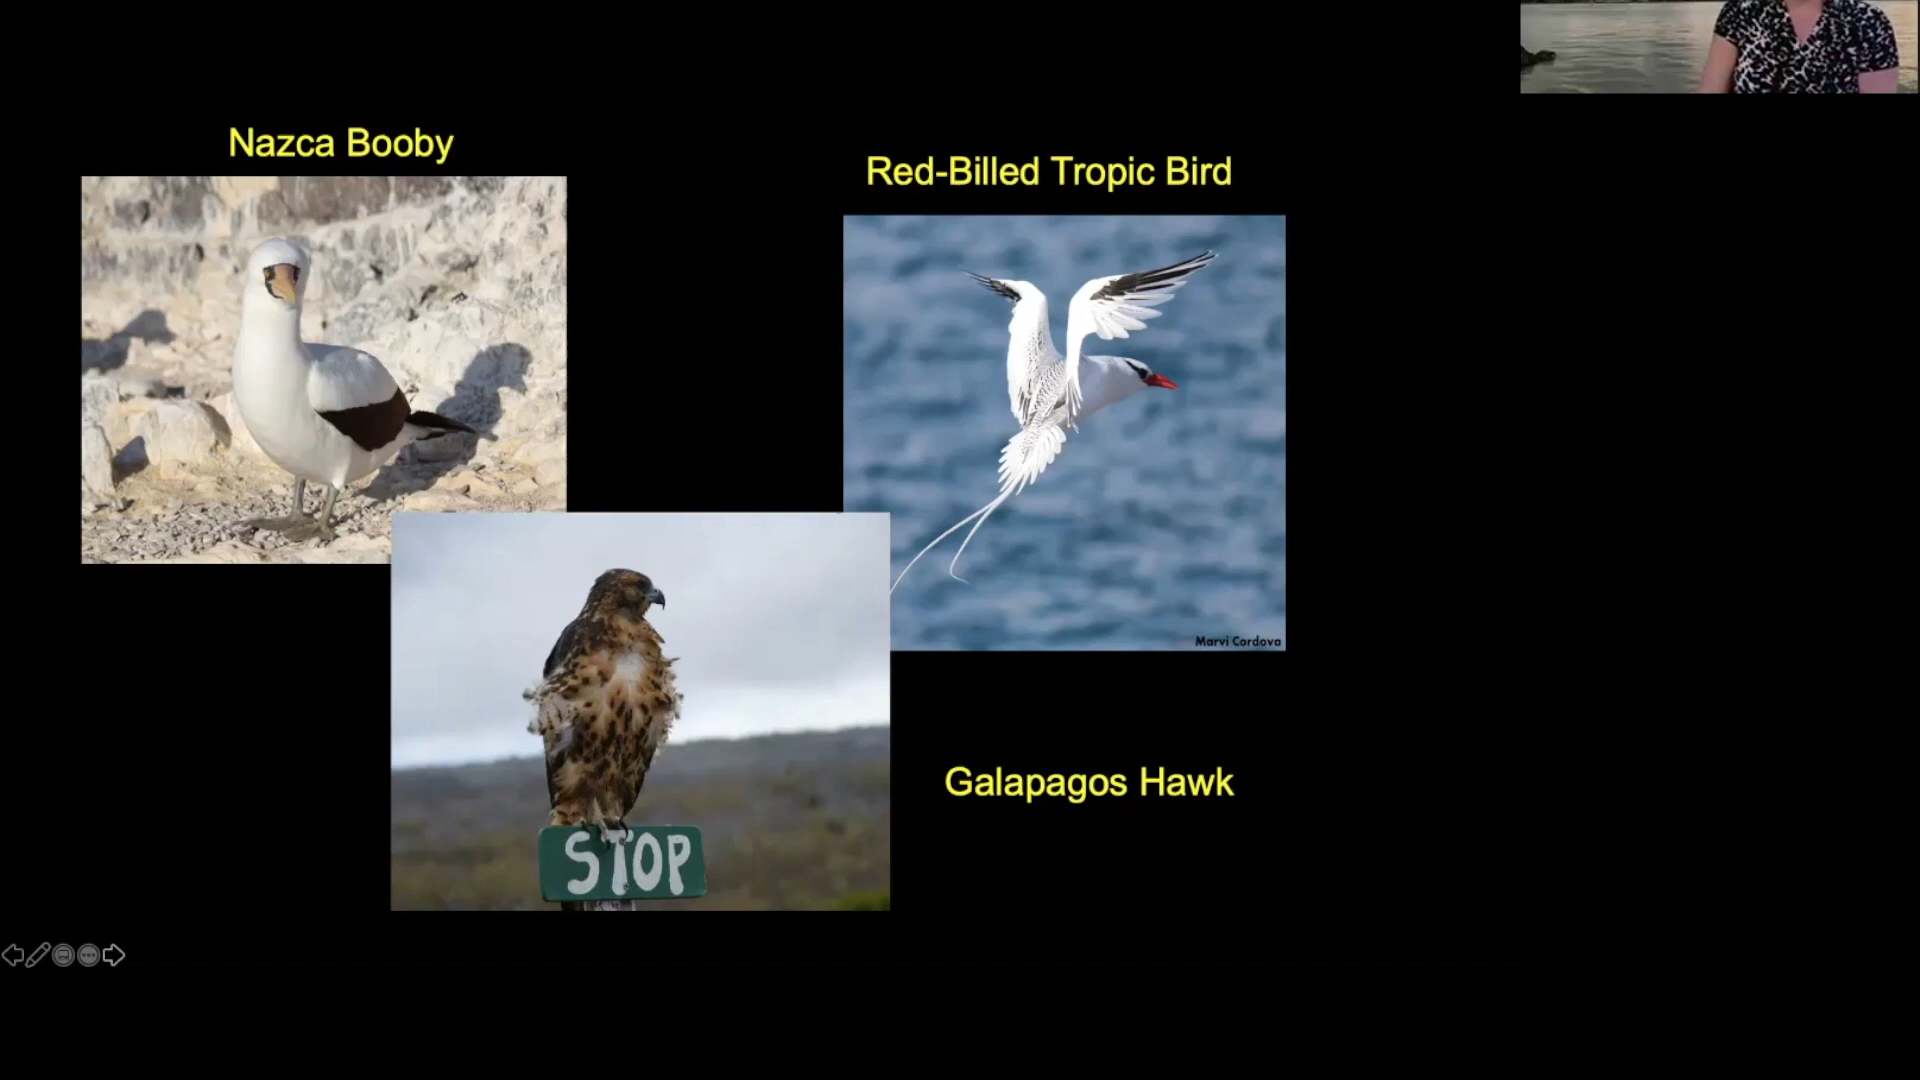 Nazca Booby
Red-Billed Tropic Bird
Marvi Cordova
Galapagos Hawk
STOP